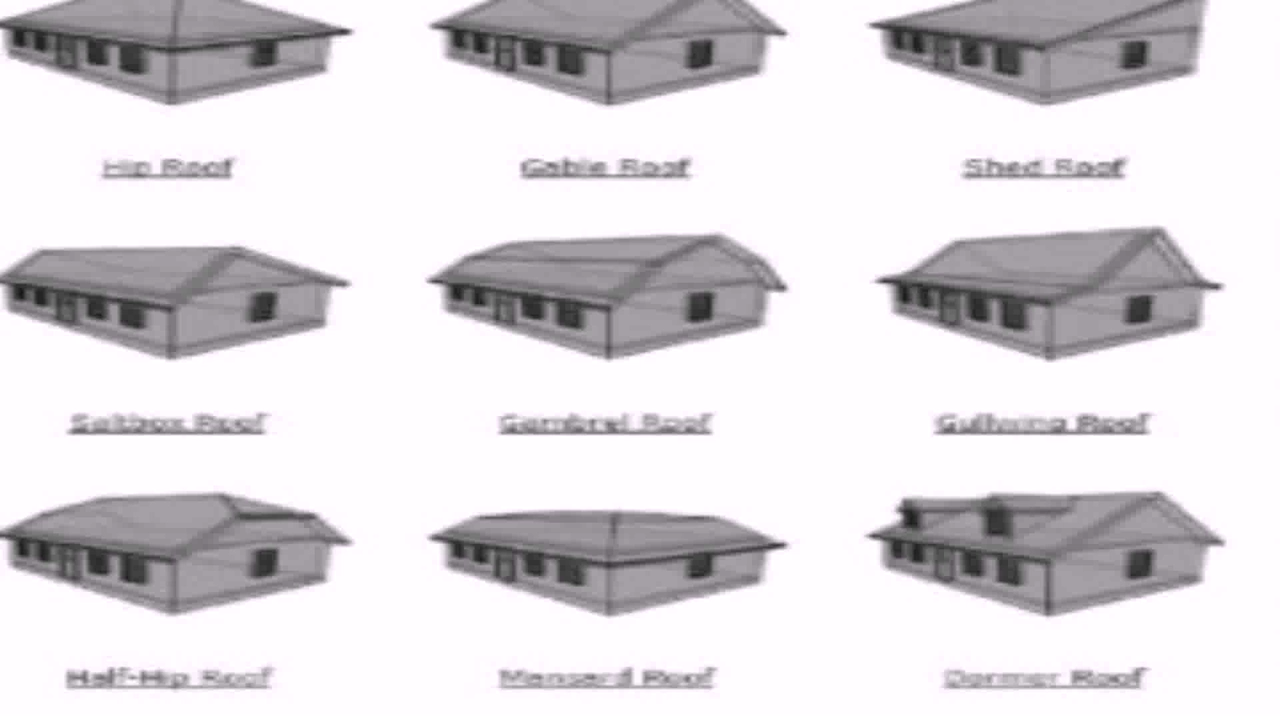 Hip Roof
Gable Roof
Shed Roof
Saltbox Roof
Gambrel Roof
Gullwing Roof
Half-Hip Roof
Mansard Roof
Dormer Roof